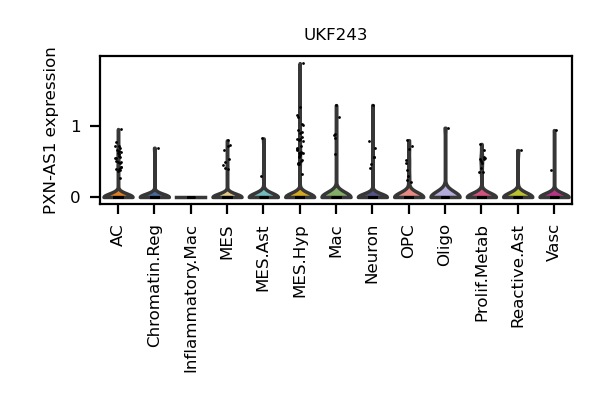 UKF243
PXN-AS1 expression
1
0
AC
Chromatin.Reg
Inflammatory.Mac
MES
MES.Ast
MES.Hyp
Mac
Neuron
OPC
Oligo
Prolif.Metab
Reactive.Ast
Vasc